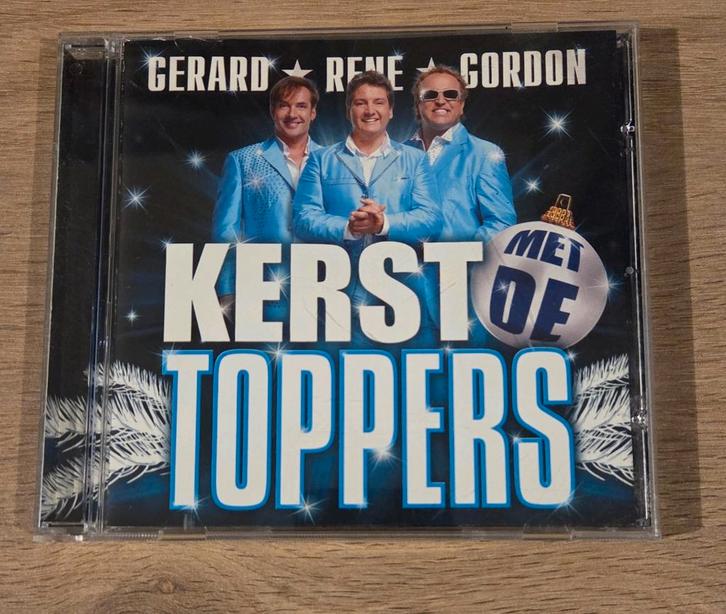 GERARD ★ RENE ★ GORDON
KERST
MET
DE
TOPPERS